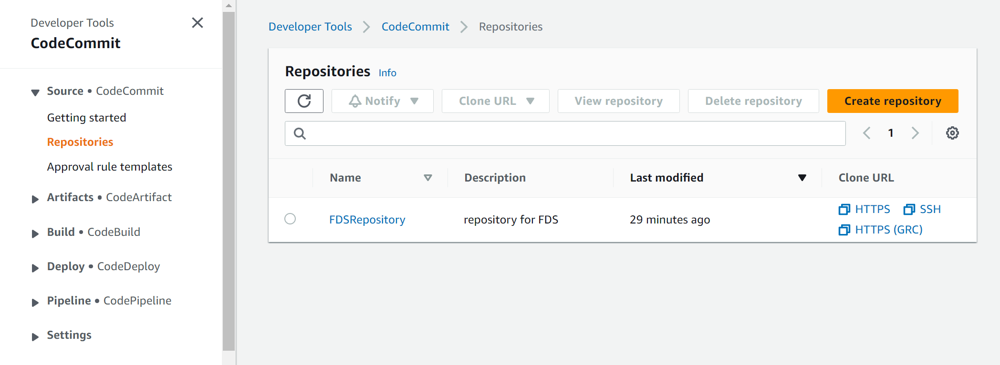 Developer Tools
CodeCommit
Source • CodeCommit
Getting started
Repositories
Approval rule templates
Artifacts • CodeArtifact
Build • CodeBuild
Deploy • CodeDeploy
Pipeline • CodePipeline
Settings
Developer Tools CodeCommit Repositories
Repositories Info
Notify Clone URL View repository Delete repository Create repository
1
Name Description Last modified Clone URL
FDSRepository repository for FDS 29 minutes ago HTTPS SSH
HTTPS (GRC)